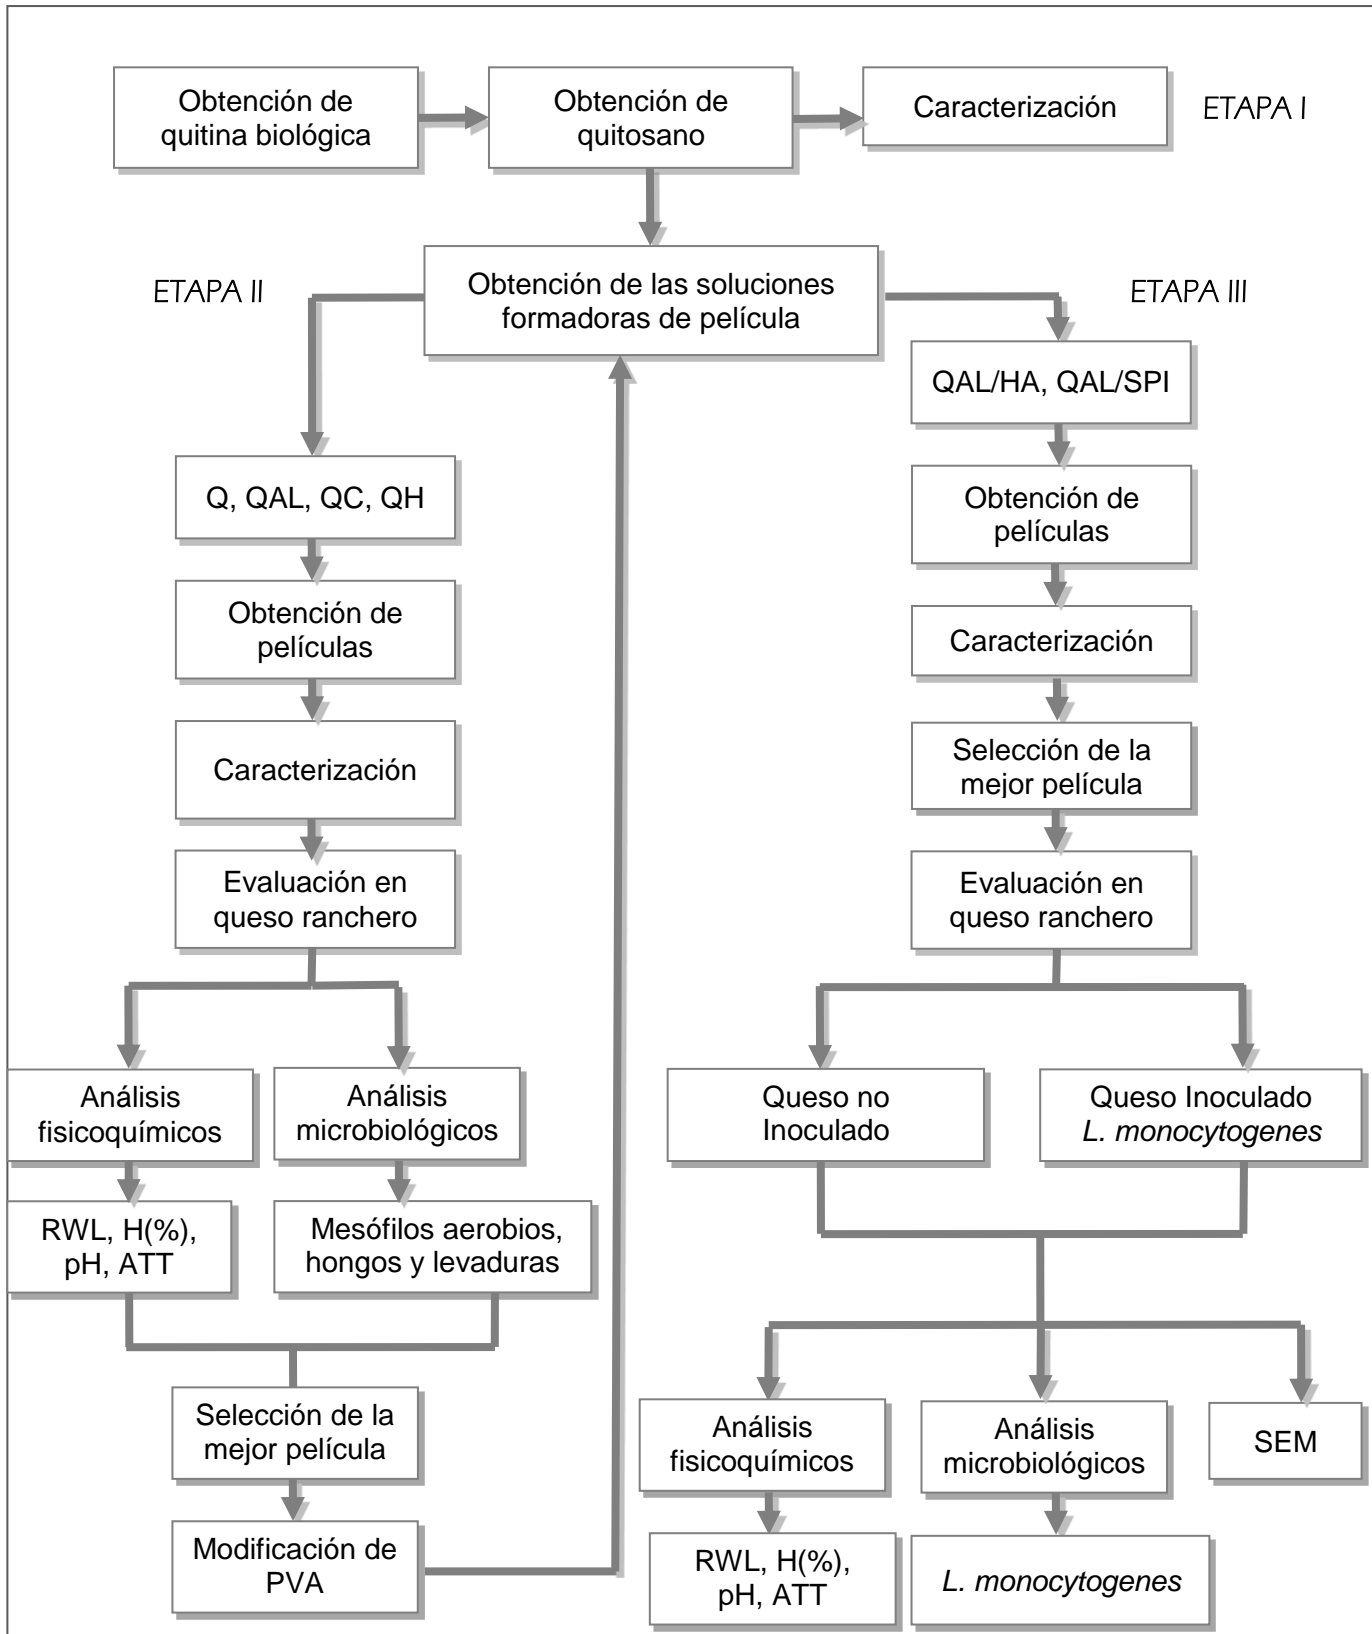 Obtención de
quitina biológica
Obtención de
quitosano
Caracterización
ETAPA I
Obtención de las soluciones
formadoras de película
ETAPA II
ETAPA III
Q, QAL, QC, QH
Obtención de
películas
Caracterización
Evaluación en
queso ranchero
Análisis
fisicoquímicos
Análisis
microbiológicos
RWL, H(%),
pH, ATT
Mesófilos aerobios,
hongos y levaduras
Selección de la
mejor película
Modificación de
PVA
QAL/HA, QAL/SPI
Obtención de
películas
Caracterización
Selección de la
mejor película
Evaluación en
queso ranchero
Queso no
Inoculado
Queso Inoculado
L. monocytogenes
Análisis
fisicoquímicos
Análisis
microbiológicos
SEM
RWL, H(%),
pH, ATT
L. monocytogenes